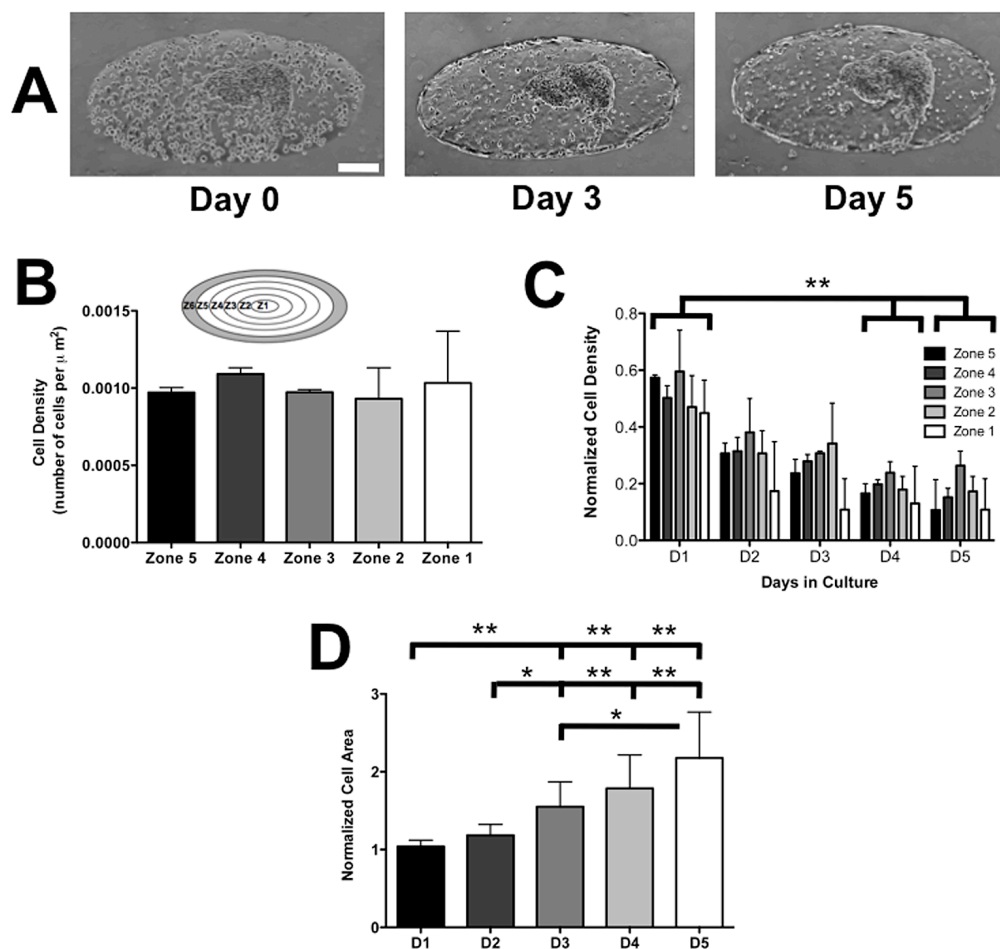 A
Day 0
Day 3
Day 5
B
Z6 Z5 Z4 Z3 Z2 Z1
Cell Density
(number of cells per μ m²)
0.0015
0.0010
0.0005
0.0000
Zone 5 Zone 4 Zone 3 Zone 2 Zone 1
C
**
Normalized Cell Density
0.8
0.6
0.4
0.2
0.0
Zone 5
Zone 4
Zone 3
Zone 2
Zone 1
D1 D2 D3 D4 D5
Days in Culture
D
** ** **
* ** **
*
Normalized Cell Area
3
2
1
0
D1 D2 D3 D4 D5